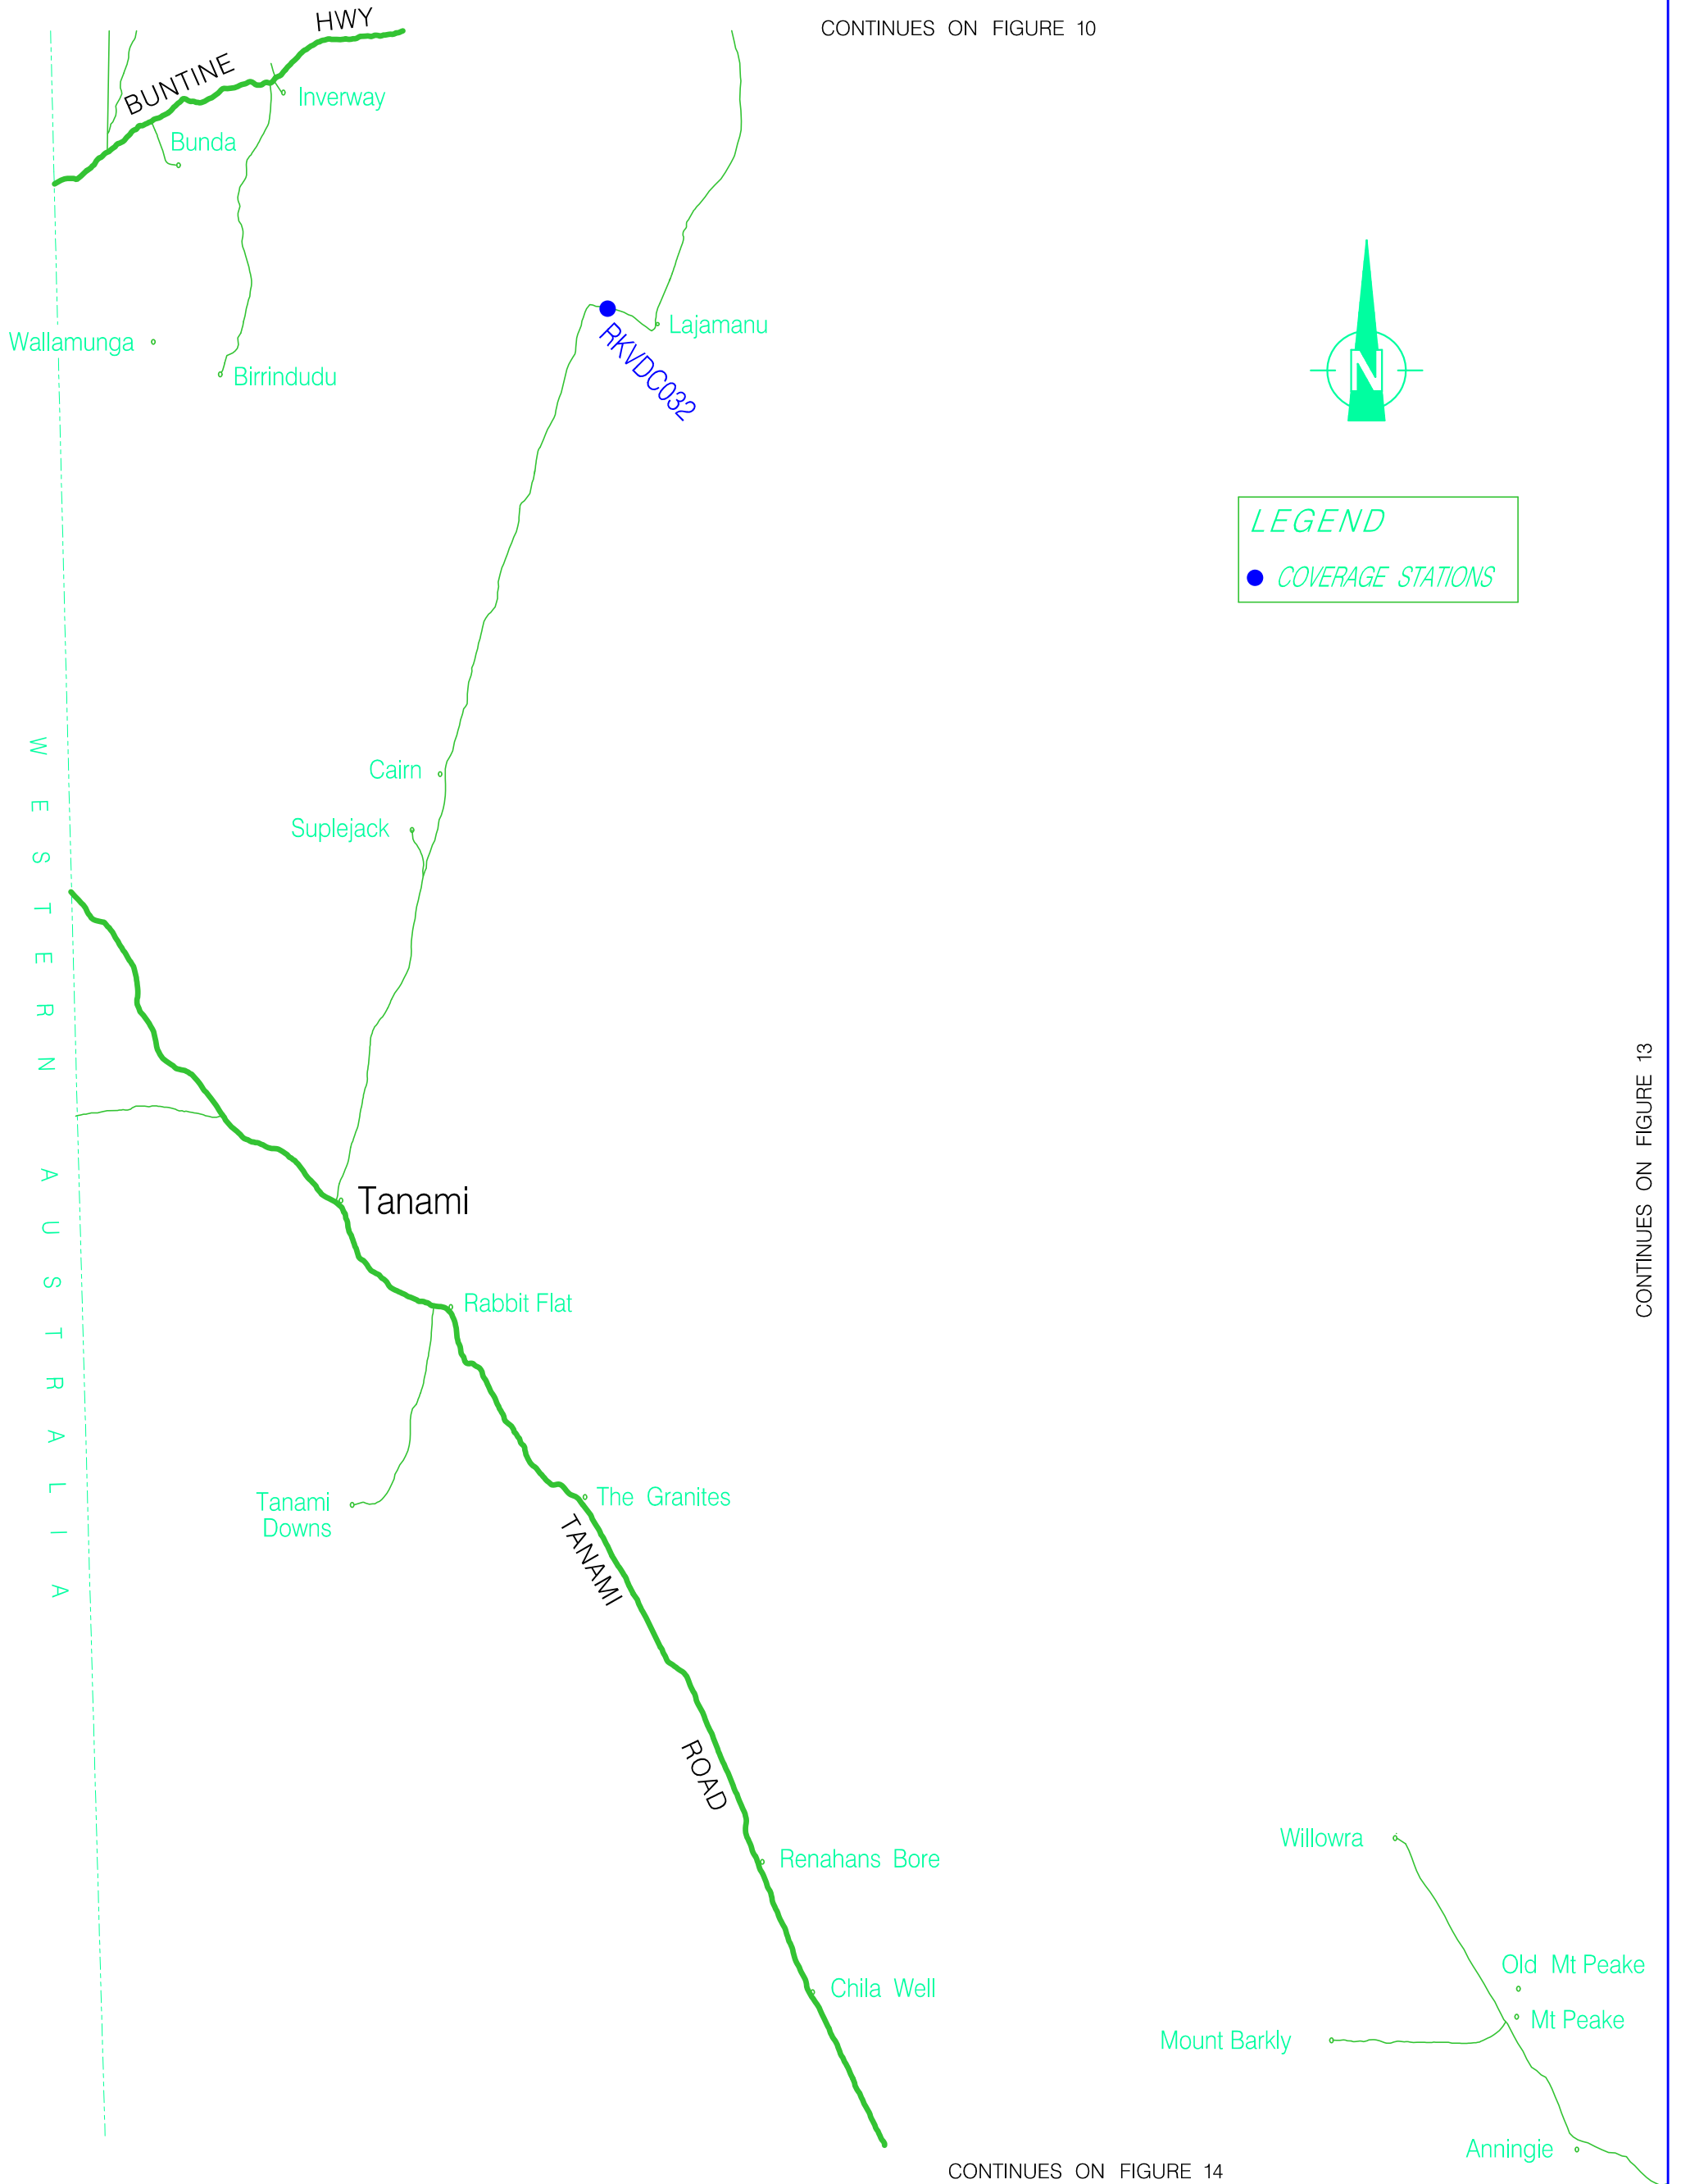 HWY
CONTINUES ON FIGURE 10
BUNTINE
Inverway
Bunda
Lajamanu
Wallamunga
RKVDC032
Birrindudu
N
LEGEND
COVERAGE STATIONS
WESTERN AUSTRALIA
Cairn
Suplejack
CONTINUES ON FIGURE 13
Tanami
Rabbit Flat
The Granites
Tanami
Downs
TANAMI
ROAD
Willowra
Renahans Bore
Old Mt Peake
Chila Well
Mt Peake
Mount Barkly
Anningie
CONTINUES ON FIGURE 14